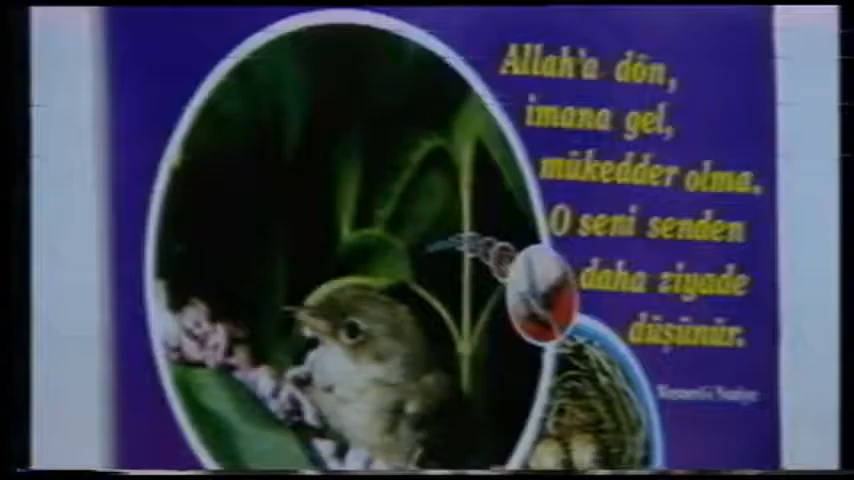 Allah'a dön,
imana gel,
mükedder olma.
O seni senden
daha ziyade
düşünür.